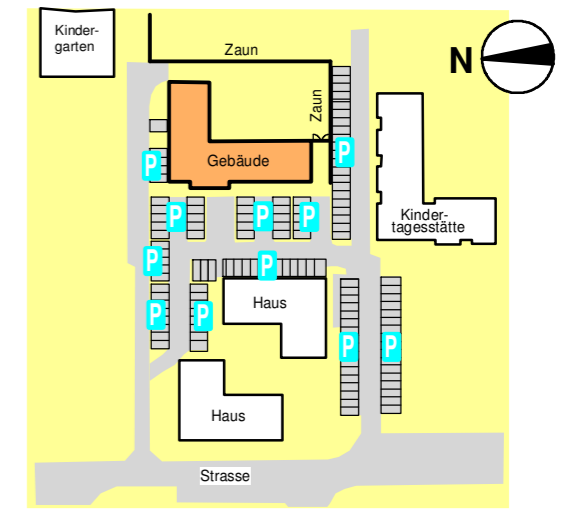 Kinder-
garten
Zaun
N
Zaun
P
P
Gebäude
Kinder-
tagesstätte
P
P
P
P
P
Haus
P
P
P
P
Haus
Strasse